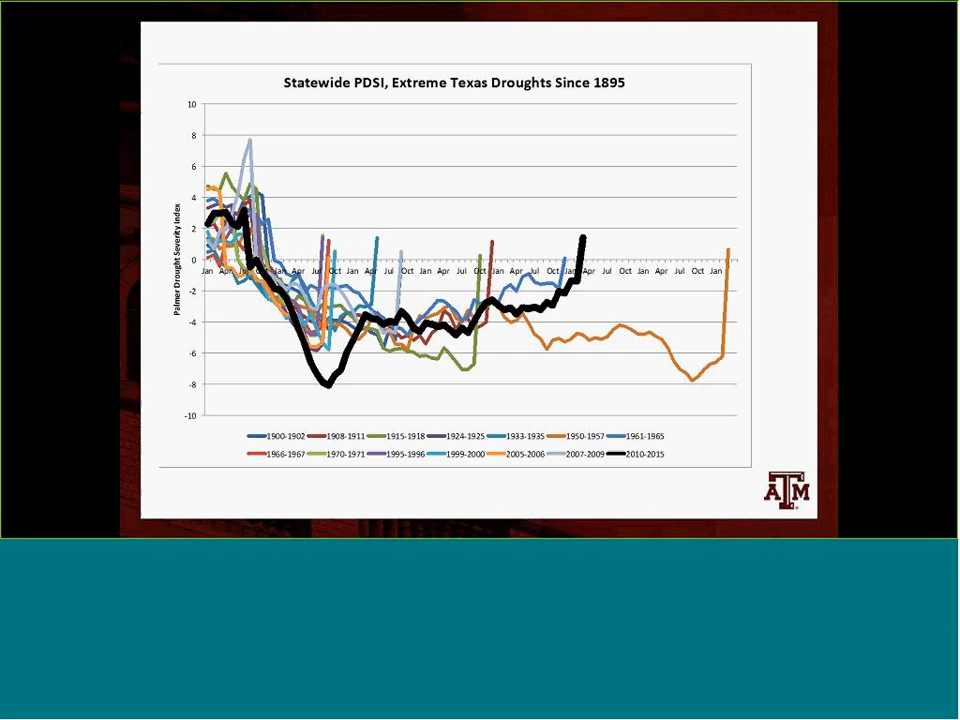 Statewide PDSI, Extreme Texas Droughts Since 1895
10
8
6
4
2
0
-2
-4
-6
-8
-10
Palmer Drought Severity Index
Jan Apr Jul Oct Jan Apr Jul Oct Jan Apr Jul Oct Jan Apr Jul Oct Jan Apr Jul Oct Jan Apr Jul Oct Jan Apr Jul Oct Jan
1900-1902 1908-1911 1915-1918 1924-1925 1933-1935 1950-1957 1961-1965
1966-1967 1970-1971 1995-1996 1999-2000 2005-2006 2007-2009 2010-2015
ATM